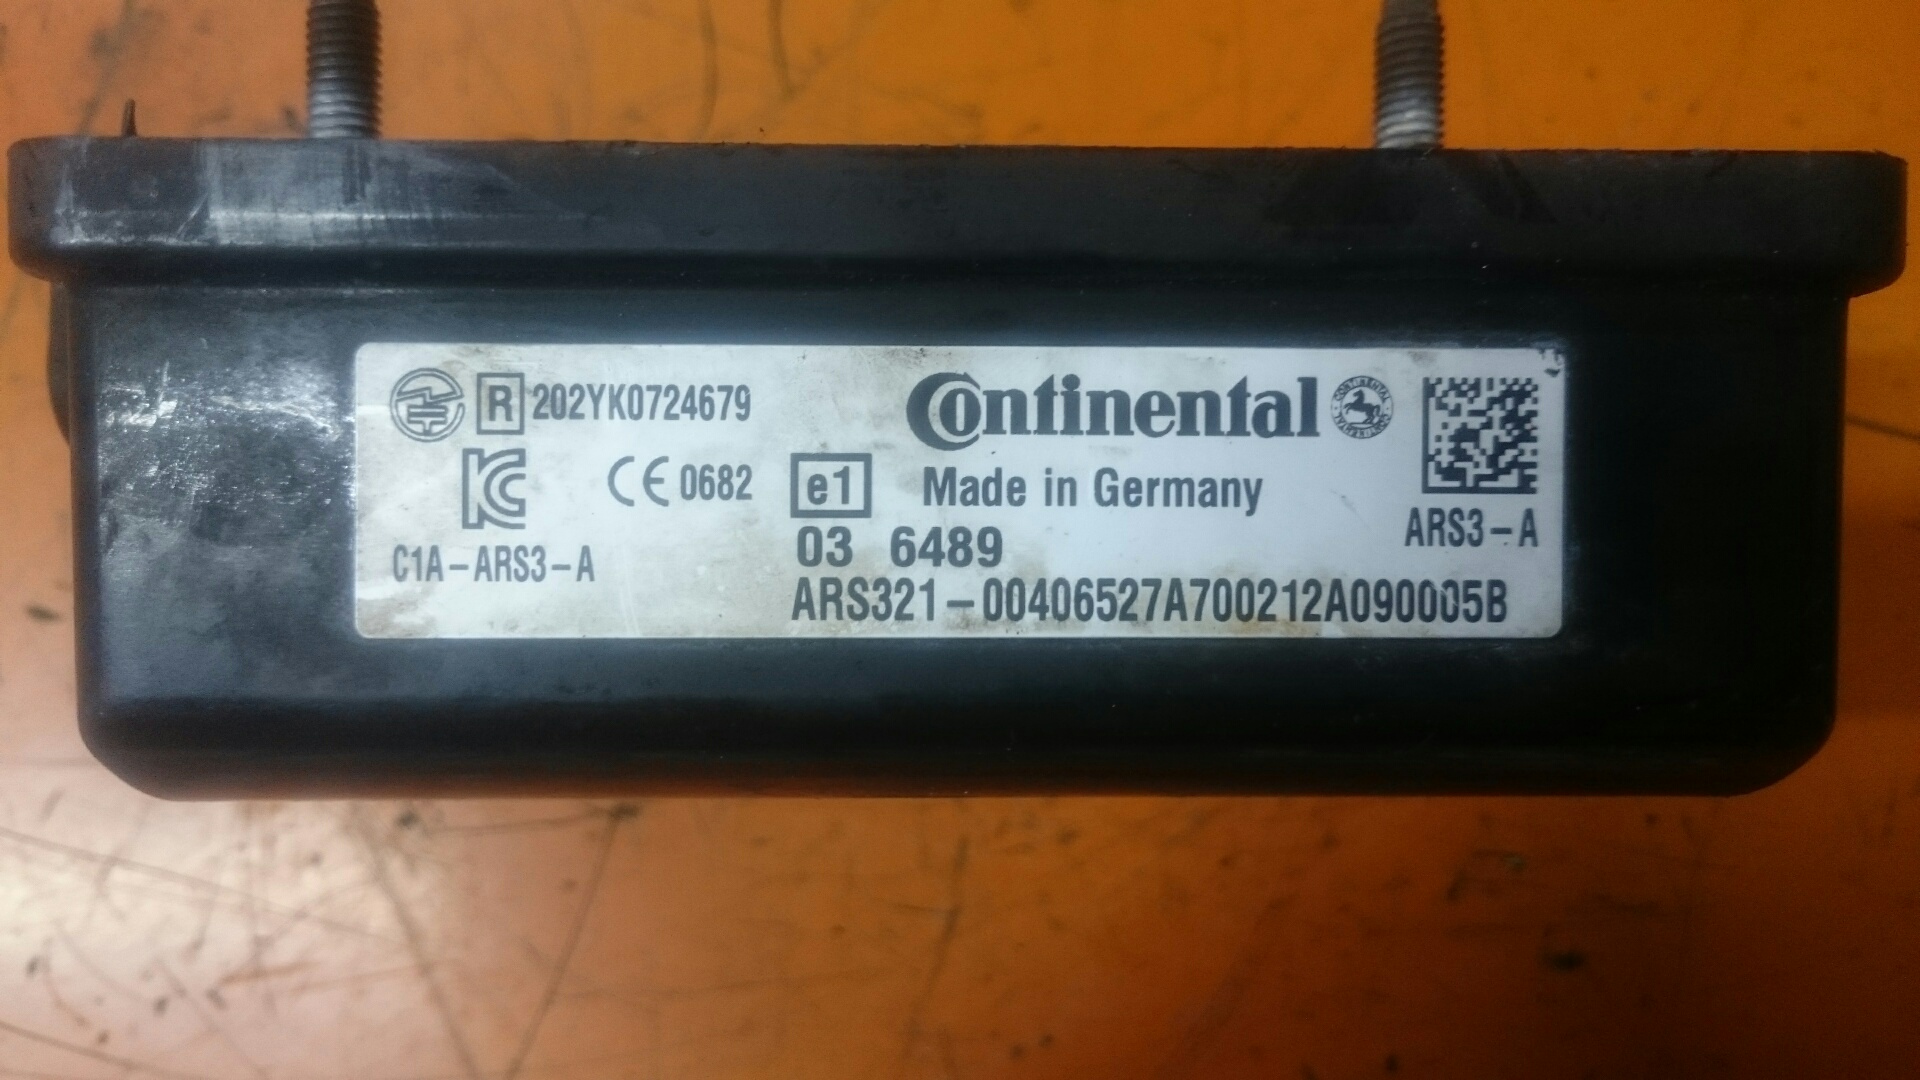 R 202YK0724679
Continental
CE 0682
e1
Made in Germany
C1A-ARS3-A
03 6489
ARS3-A
ARS321-00406527A700212A090005B